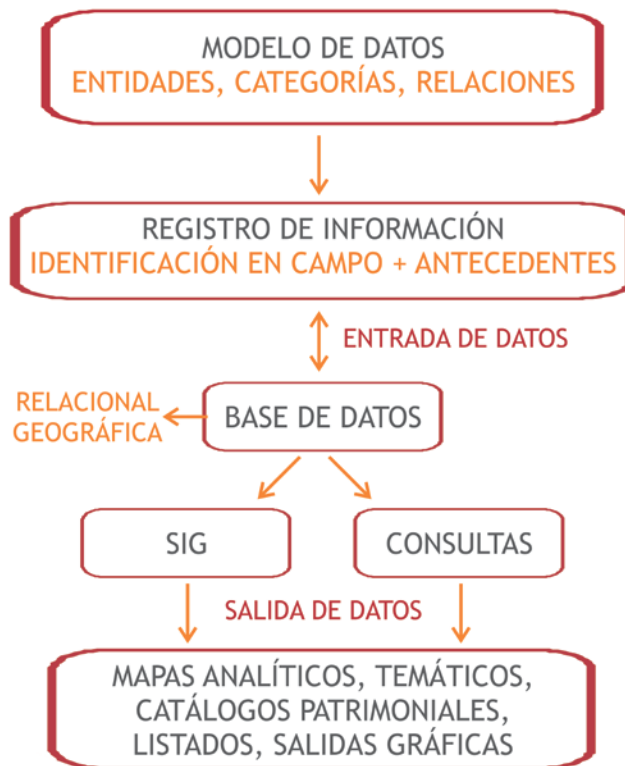 MODELO DE DATOS
ENTIDADES, CATEGORÍAS, RELACIONES
REGISTRO DE INFORMACIÓN
IDENTIFICACIÓN EN CAMPO + ANTECEDENTES
ENTRADA DE DATOS
RELACIONAL
GEOGRÁFICA
BASE DE DATOS
SIG
CONSULTAS
SALIDA DE DATOS
MAPAS ANALÍTICOS, TEMÁTICOS,
CATÁLOGOS PATRIMONIALES,
LISTADOS, SALIDAS GRÁFICAS